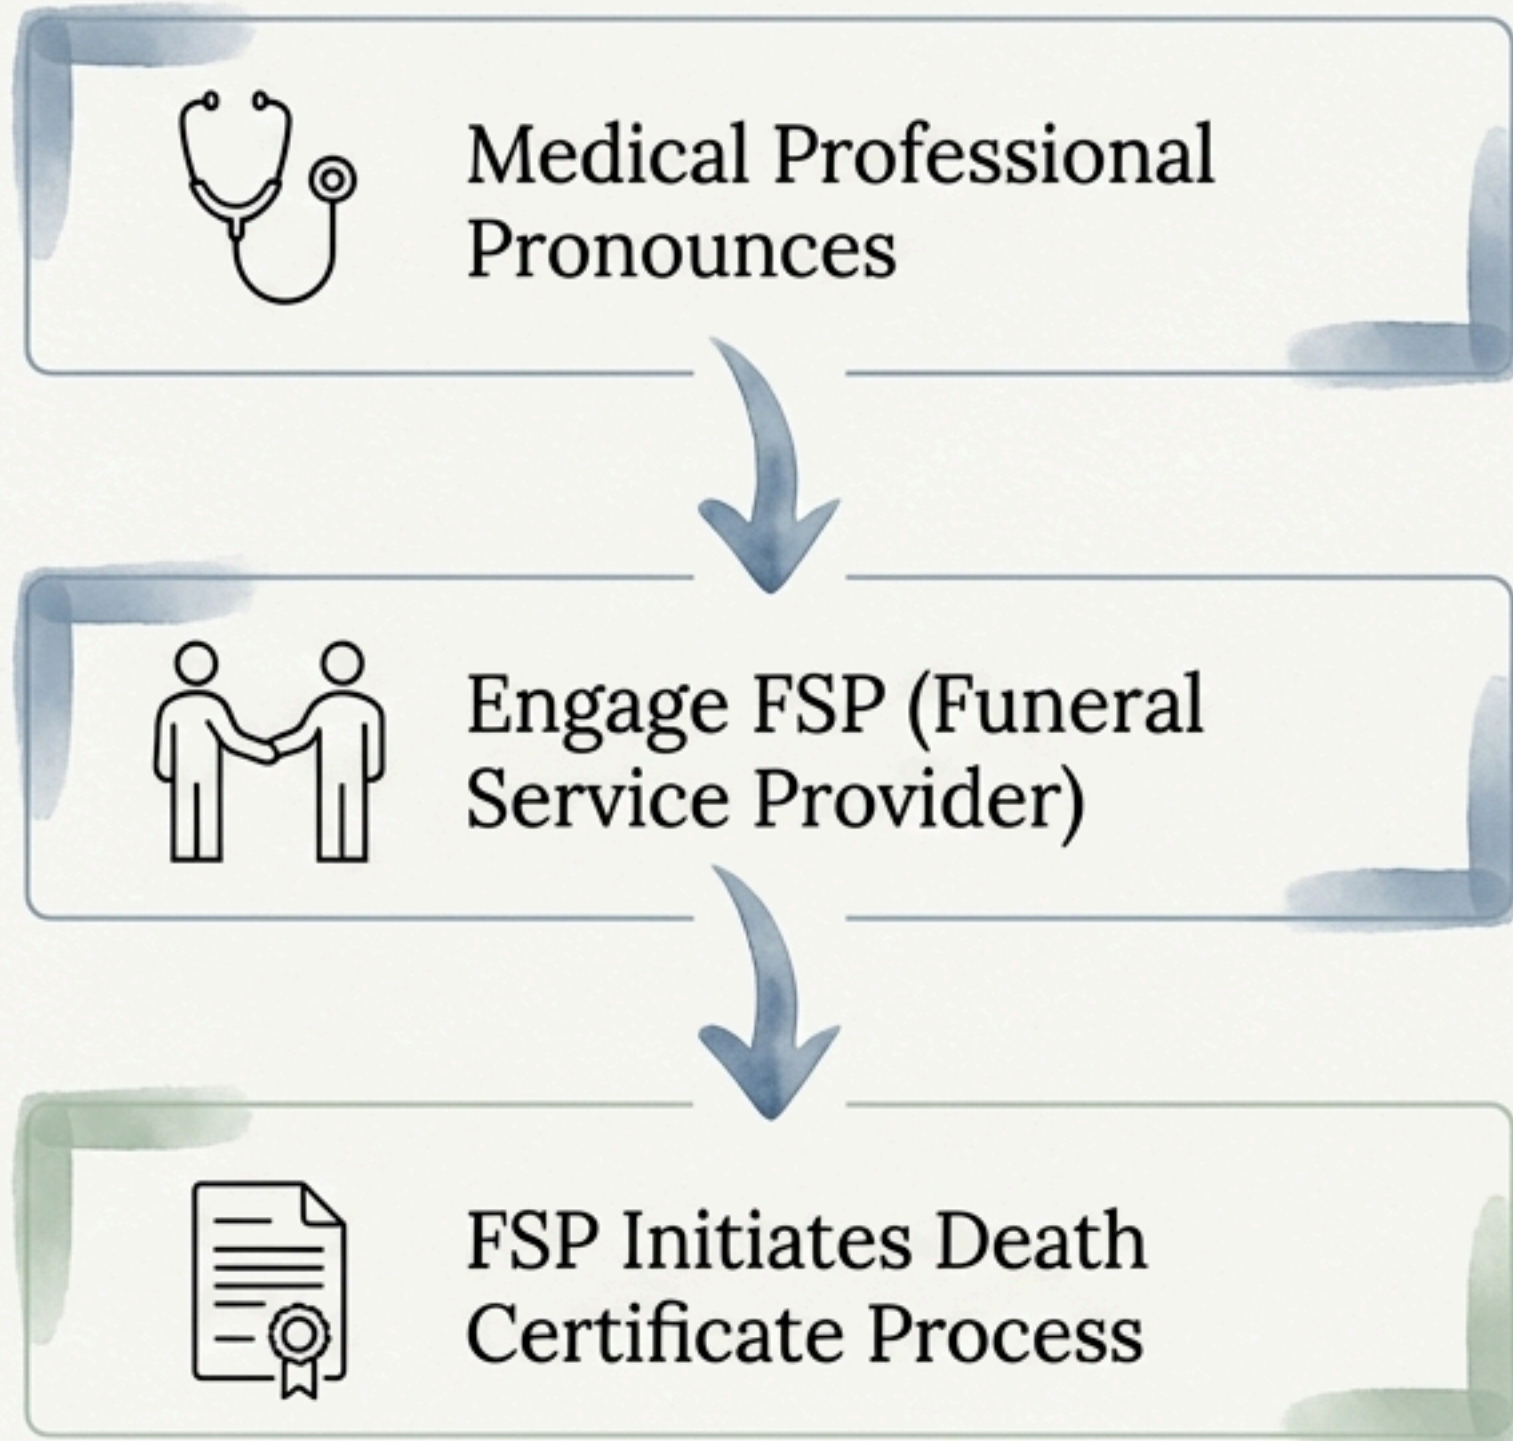 Medical Professional
Pronounces
Engage FSP (Funeral
Service Provider)
FSP Initiates Death
Certificate Process